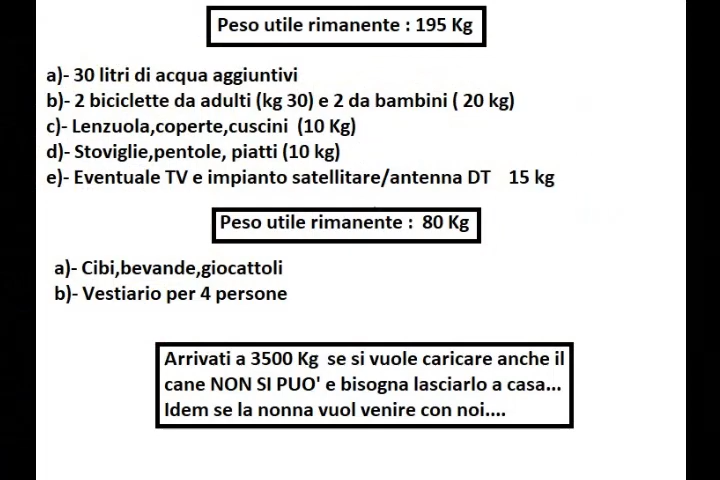 Peso utile rimanente : 195 Kg
a)- 30 litri di acqua aggiuntivi
b)- 2 biciclette da adulti (kg 30) e 2 da bambini ( 20 kg)
c)- Lenzuola,coperte,cuscini (10 Kg)
d)- Stoviglie,pentole, piatti (10 kg)
e)- Eventuale TV e impianto satellitare/antenna DT 15 kg
Peso utile rimanente : 80 Kg
a)- Cibi,bevande,giocattoli
b)- Vestiario per 4 persone
Arrivati a 3500 Kg se si vuole caricare anche il
cane NON SI PUO' e bisogna lasciarlo a casa...
Idem se la nonna vuol venire con noi....